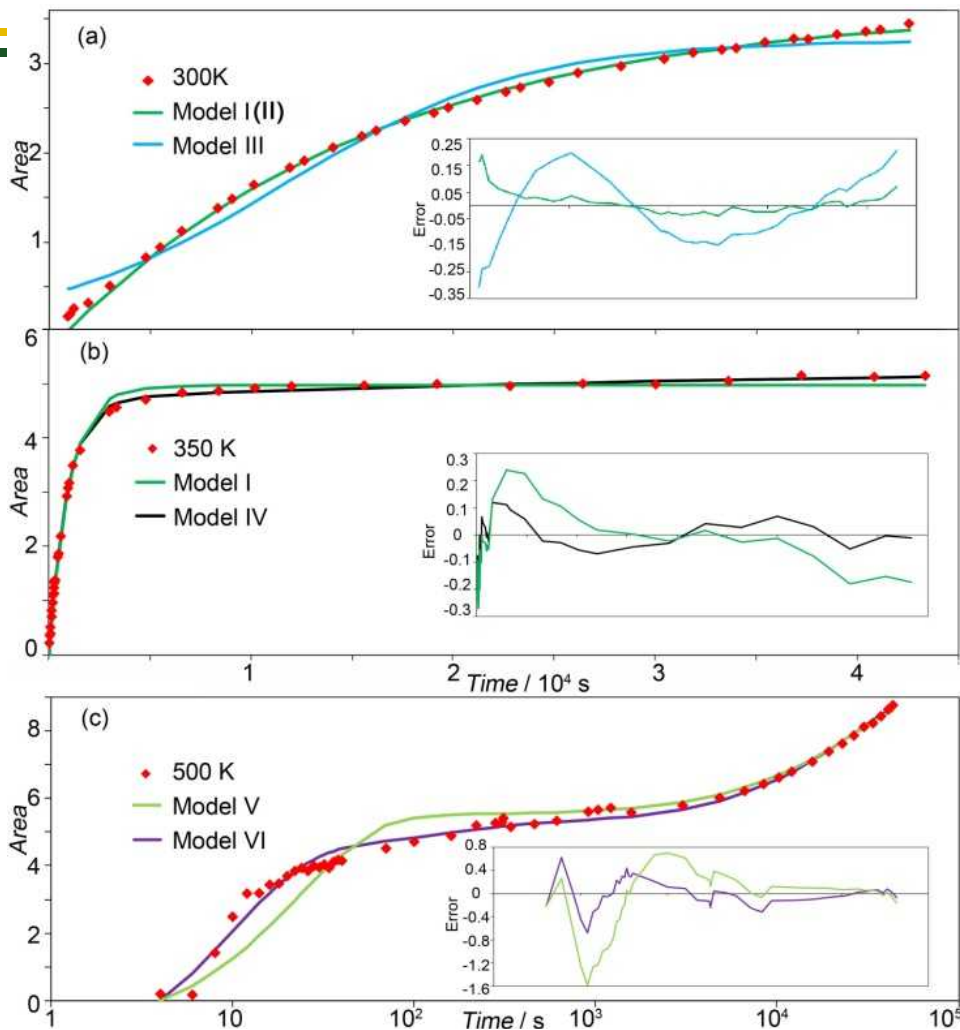 (a)
300K
Model I(II)
Model III
Area
3
2
1
Error
0.25
0.15
0.05
-0.05
-0.15
-0.25
-0.35
(b)
350 K
Model I
Model IV
Area
6
4
2
0
Error
0.3
0.2
0.1
0
-0.1
-0.2
-0.3
1
2
3
4
Time / 10⁴ s
(c)
500 K
Model V
Model VI
Area
8
6
4
2
0
Error
0.8
0.4
0
-0.4
-0.8
-1.2
-1.6
1
10
10²
10³
10⁴
10⁵
Time / s